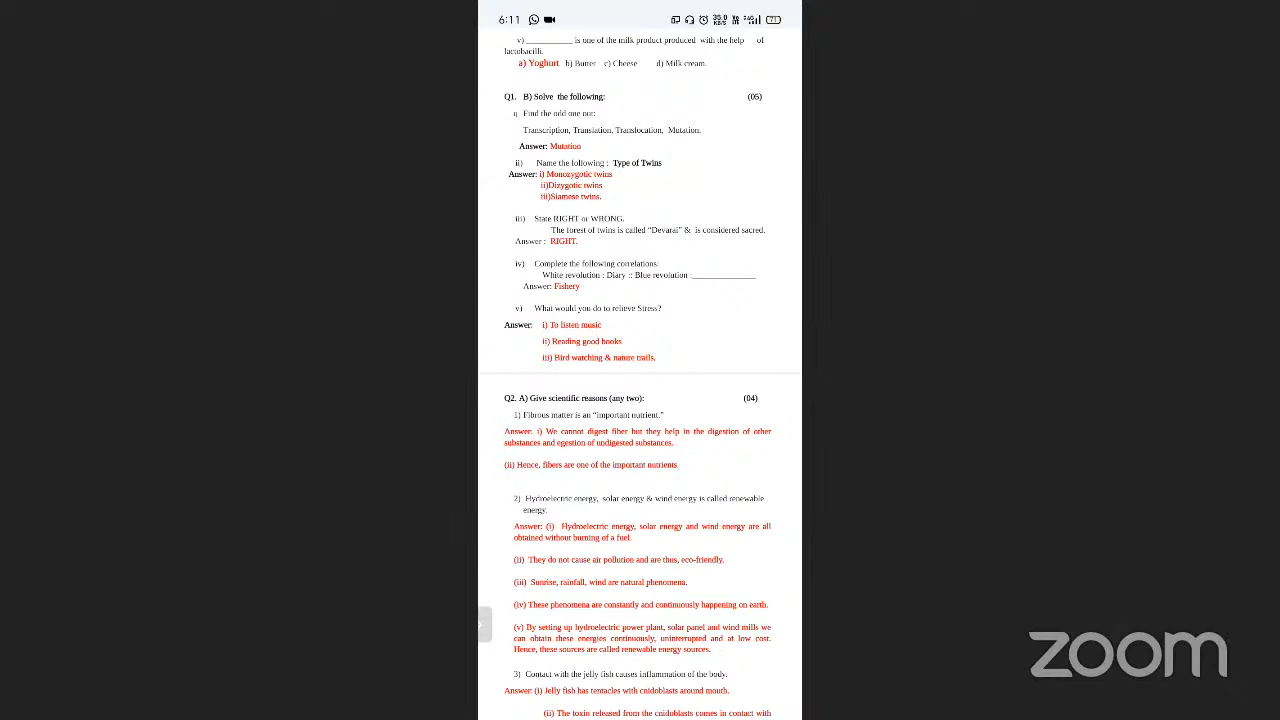 6:11 35.0 KB/S Vo LTE 4G 71
v) ___________ is one of the milk product produced with the help of
lactobacilli.
a) Yoghurt b) Butter c) Cheese d) Milk cream.
Q1. B) Solve the following: (05)
Find the odd one out:
Transcription, Translation, Translocation, Mutation.
Answer: Mutation
ii) Name the following : Type of Twins
Answer: i) Monozygotic twins
ii)Dizygotic twins
iii)Siamese twins.
iii) State RIGHT or WRONG.
The forest of twins is called “Devarai” & is considered sacred.
Answer : RIGHT.
iv) Complete the following correlations:
White revolution : Diary :: Blue revolution :_______________
Answer: Fishery
v) What would you do to relieve Stress?
Answer: i) To listen music
ii) Reading good books
iii) Bird watching & nature trails.
Q2. A) Give scientific reasons (any two): (04)
1) Fibrous matter is an “important nutrient.”
Answer: i) We cannot digest fiber but they help in the digestion of other
substances and egestion of undigested substances.
(ii) Hence, fibers are one of the important nutrients
2) Hydroelectric energy, solar energy & wind energy is called renewable
energy.
Answer: (i) Hydroelectric energy, solar energy and wind energy are all
obtained without burning of a fuel.
(ii) They do not cause air pollution and are thus, eco-friendly.
(iii) Sunrise, rainfall, wind are natural phenomena.
(iv) These phenomena are constantly and continuously happening on earth.
(v) By setting up hydroelectric power plant, solar panel and wind mills we
can obtain these energies continuously, uninterrupted and at low cost.
Hence, these sources are called renewable energy sources.
3) Contact with the jelly fish causes inflammation of the body.
Answer: (i) Jelly fish has tentacles with cnidoblasts around mouth.
(ii) The toxin released from the cnidoblasts comes in contact with
zoom